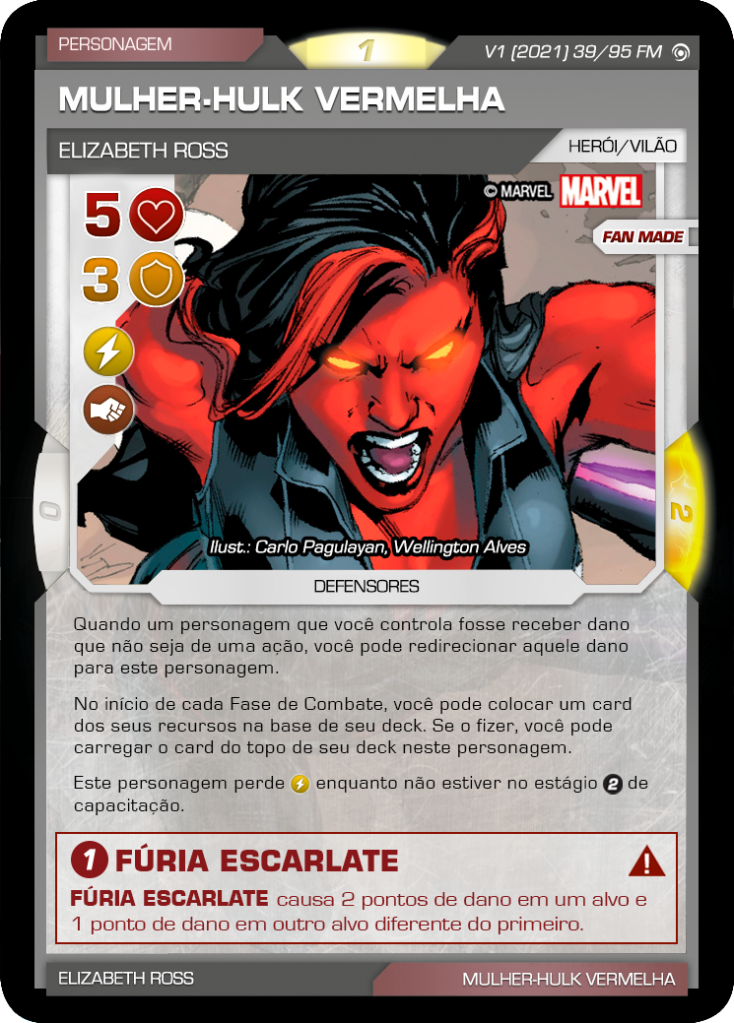 PERSONAGEM
1
V1 (2021) 39/95 FM
MULHER-HULK VERMELHA
ELIZABETH ROSS
HERÓI/VILÃO
© MARVEL MARVEL
5
FAN MADE
3
0
2
Ilust.: Carlo Pagulayan, Wellington Alves
DEFENSORES
Quando um personagem que você controla fosse receber dano
que não seja de uma ação, você pode redirecionar aquele dano
para este personagem.
No início de cada Fase de Combate, você pode colocar um card
dos seus recursos na base de seu deck. Se o fizer, você pode
carregar o card do topo de seu deck neste personagem.
Este personagem perde enquanto não estiver no estágio 2 de
capacitação.
1 FÚRIA ESCARLATE
FÚRIA ESCARLATE causa 2 pontos de dano em um alvo e
1 ponto de dano em outro alvo diferente do primeiro.
ELIZABETH ROSS
MULHER-HULK VERMELHA